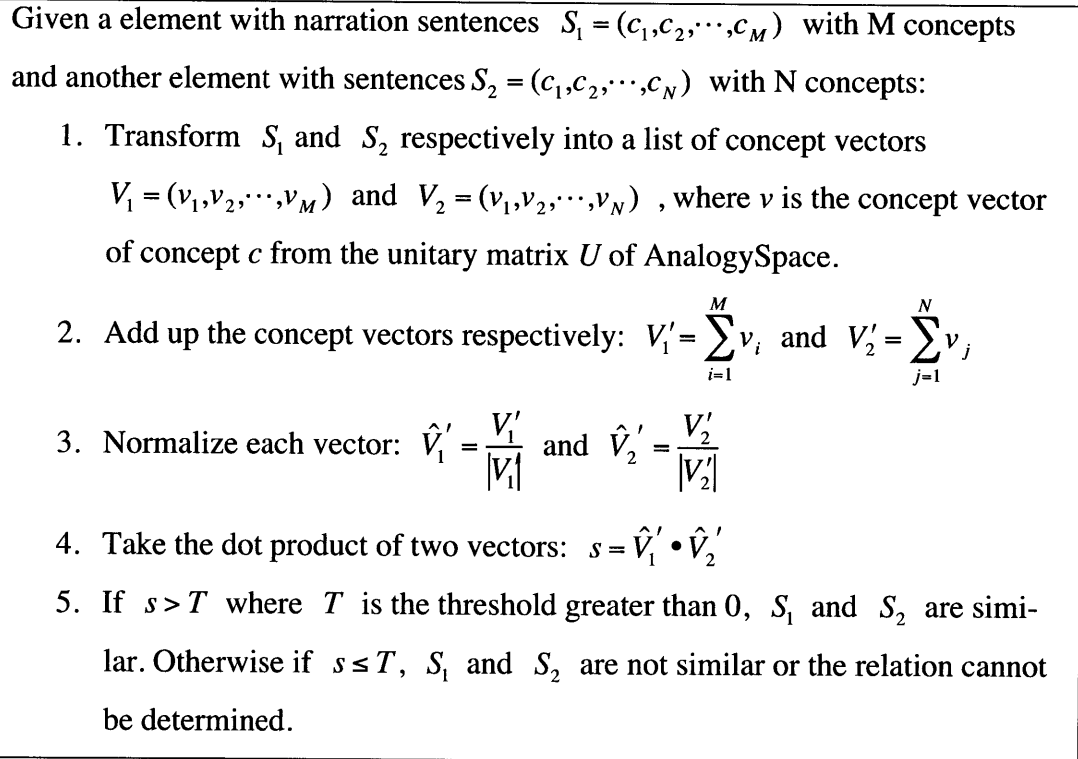 Given a element with narration sentences S₁ = (c₁,c₂,⋯,c_M) with M concepts
and another element with sentences S₂ = (c₁,c₂,⋯,c_N) with N concepts:
1. Transform S₁ and S₂ respectively into a list of concept vectors
V₁ = (v₁,v₂,⋯,v_M) and V₂ = (v₁,v₂,⋯,v_N) , where v is the concept vector
of concept c from the unitary matrix U of AnalogySpace.
2. Add up the concept vectors respectively: V₁′ = ∑_{i=1}^{M} v_i and V₂′ = ∑_{j=1}^{N} v_j
3. Normalize each vector: V̂₁′ = V₁′/|V₁′| and V̂₂′ = V₂′/|V₂′|
4. Take the dot product of two vectors: s = V̂₁′ • V̂₂′
5. If s > T where T is the threshold greater than 0, S₁ and S₂ are simi-
lar. Otherwise if s ≤ T, S₁ and S₂ are not similar or the relation cannot
be determined.